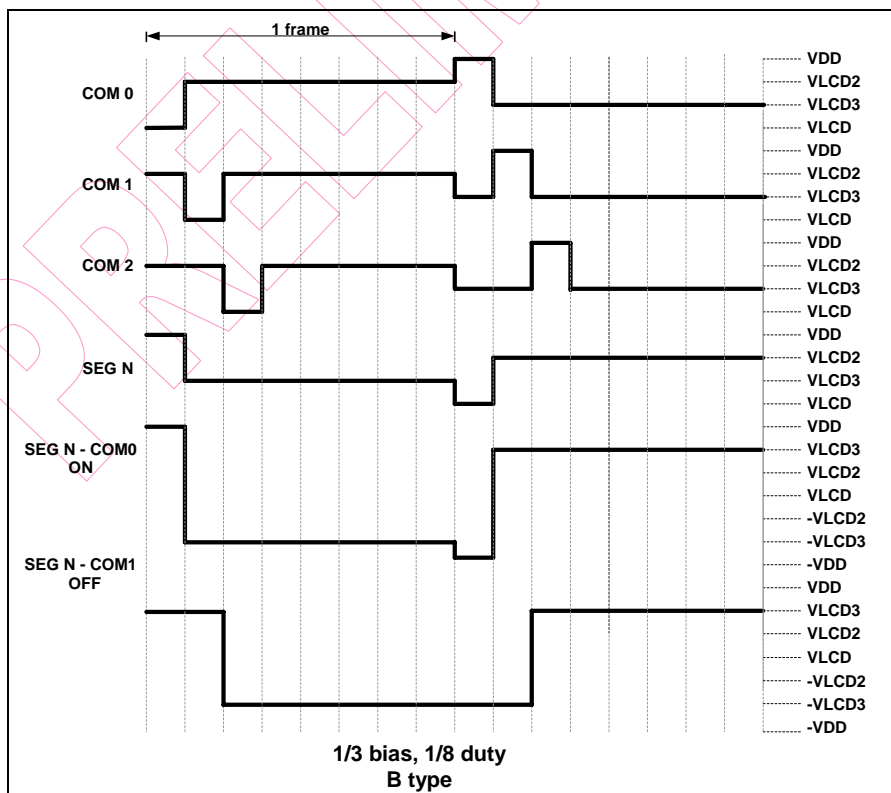 1 frame
COM 0
VDD
VLCD2
VLCD3
VLCD
COM 1
VDD
VLCD2
VLCD3
VLCD
COM 2
VDD
VLCD2
VLCD3
VLCD
SEG N
VDD
VLCD2
VLCD3
VLCD
SEG N - COM0
ON
VDD
VLCD3
VLCD2
VLCD
-VLCD2
-VLCD3
-VDD
SEG N - COM1
OFF
VDD
VLCD3
VLCD2
VLCD
-VLCD2
-VLCD3
-VDD
1/3 bias, 1/8 duty
B type